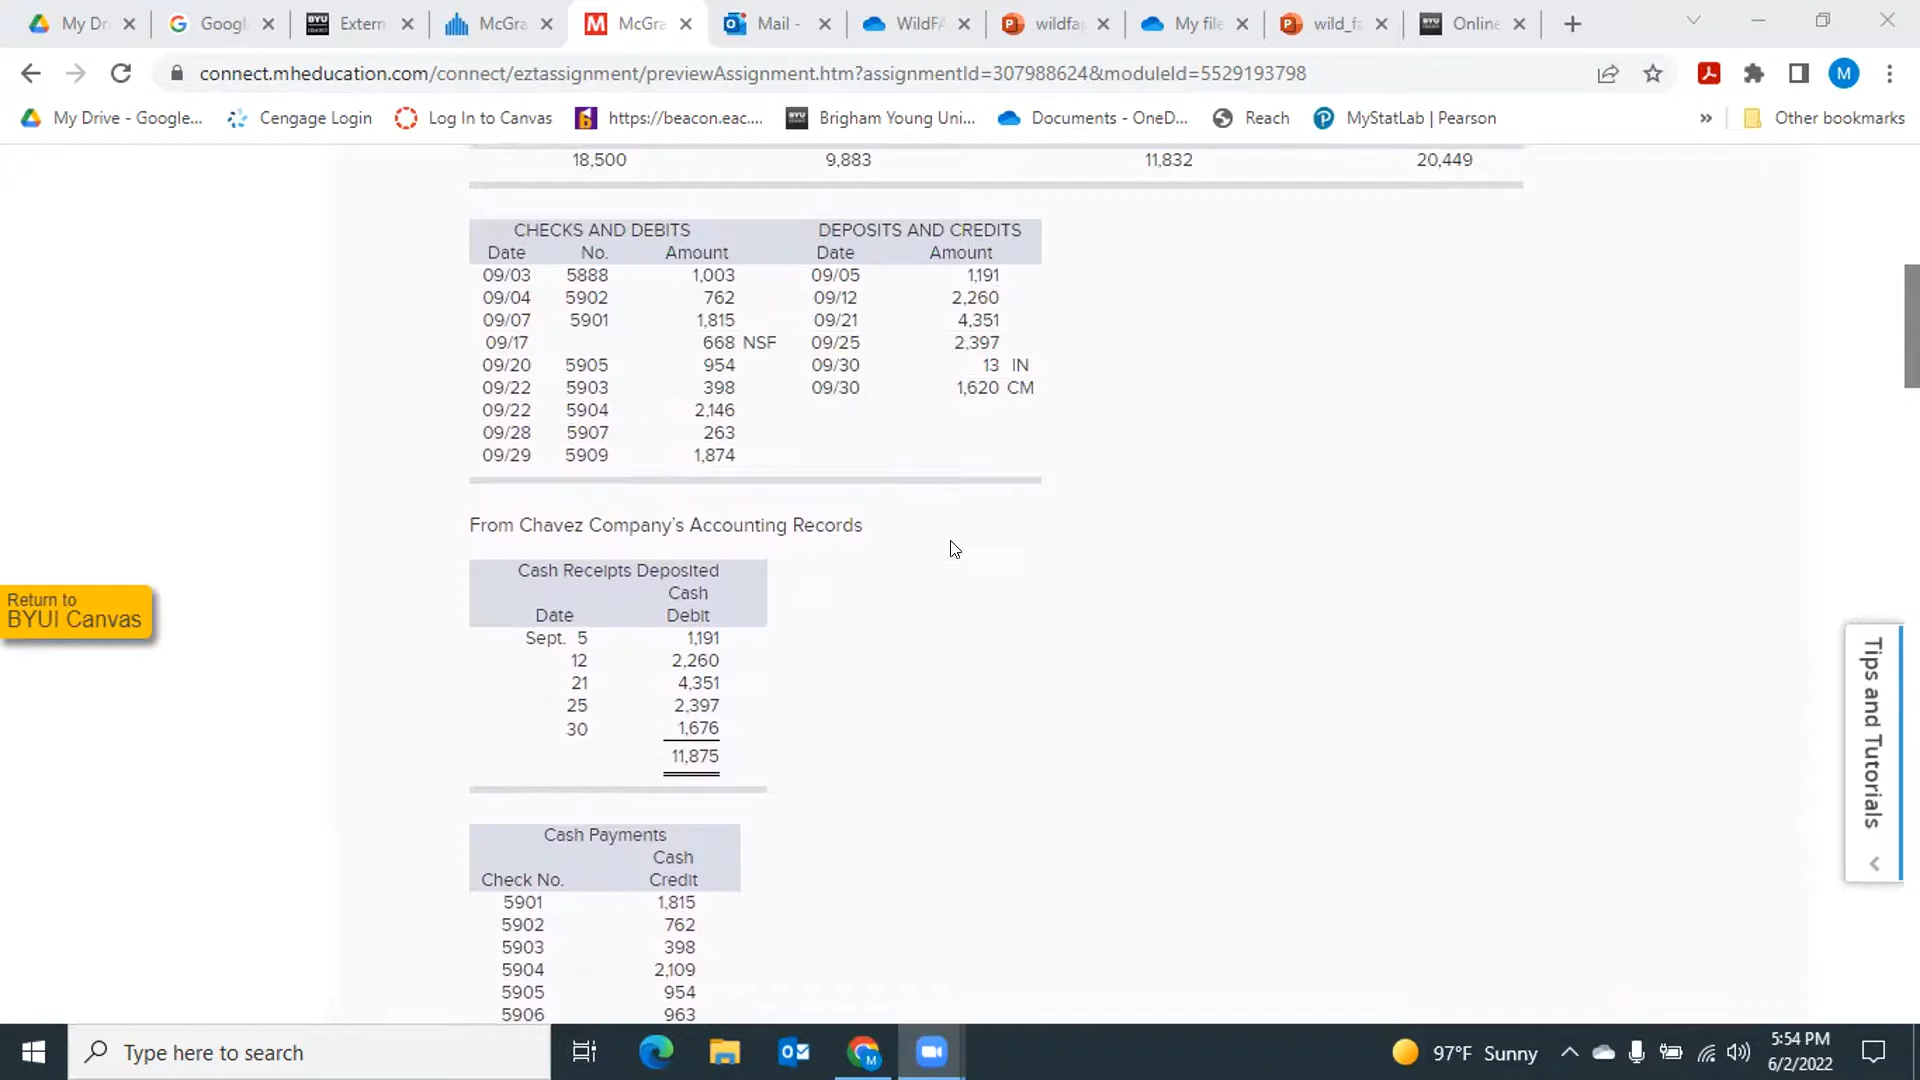 My Dri
Googl
Extern
McGra
McGra
Mail -
WildFA
wildfa
My file
wild_fa
Online
connect.mheducation.com/connect/eztassignment/previewAssignment.htm?assignmentId=307988624&moduleId=5529193798
M
My Drive - Google...
Cengage Login
Log In to Canvas
https://beacon.eac....
Brigham Young Uni...
Documents - OneD...
Reach
MyStatLab | Pearson
»
Other bookmarks
18,500 9,883 11,832 20,449
CHECKS AND DEBITS DEPOSITS AND CREDITS
Date No. Amount Date Amount
09/03 5888 1,003 09/05 1,191
09/04 5902 762 09/12 2,260
09/07 5901 1,815 09/21 4,351
09/17 668 NSF 09/25 2,397
09/20 5905 954 09/30 13 IN
09/22 5903 398 09/30 1,620 CM
09/22 5904 2,146
09/28 5907 263
09/29 5909 1,874
From Chavez Company's Accounting Records
Cash Receipts Deposited
Cash
Date Debit
Sept. 5 1,191
12 2,260
21 4,351
25 2,397
30 1,676
11,875
Cash Payments
Cash
Check No. Credit
5901 1,815
5902 762
5903 398
5904 2,109
5905 954
5906 963
Return to
BYUI Canvas
Tips and Tutorials
Type here to search
97°F Sunny
5:54 PM
6/2/2022